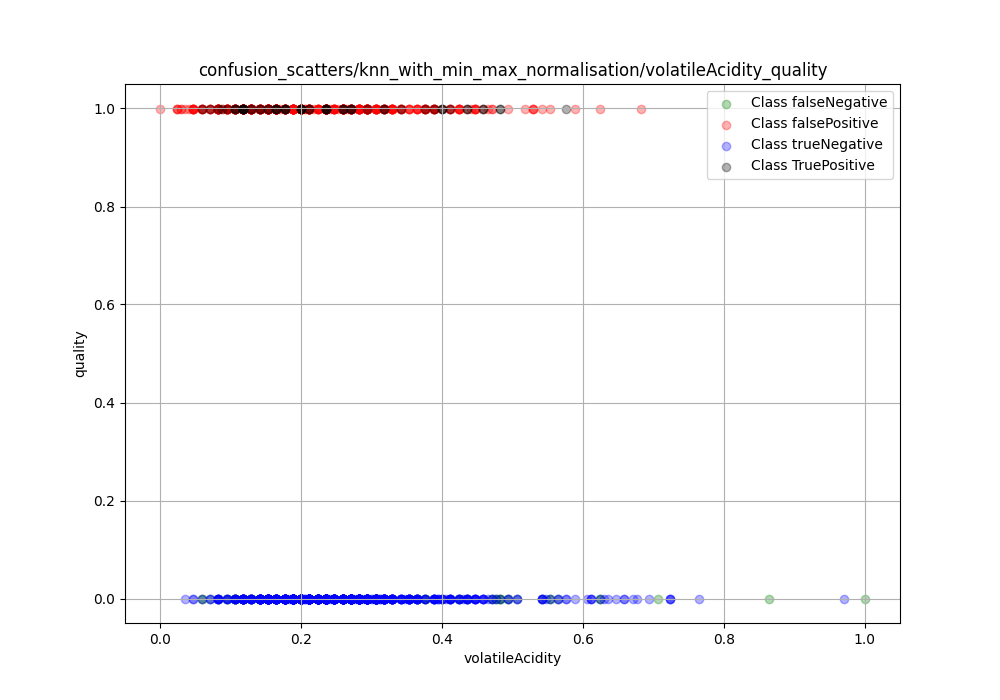 confusion_scatters/knn_with_min_max_normalisation/volatileAcidity_quality
Class falseNegative
Class falsePositive
Class trueNegative
Class TruePositive
1.0
0.8
0.6
0.4
0.2
0.0
quality
0.0 0.2 0.4 0.6 0.8 1.0
volatileAcidity